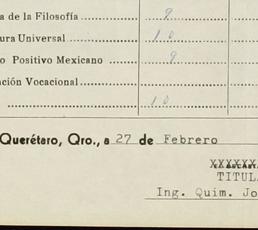 a de la Filosofía 9
ura Universal 10
o Positivo Mexicano 9
ción Vocacional
10
Querétaro, Qro., a 27 de Febrero
XXXXXX
TITUL
Ing. Quim. Jo